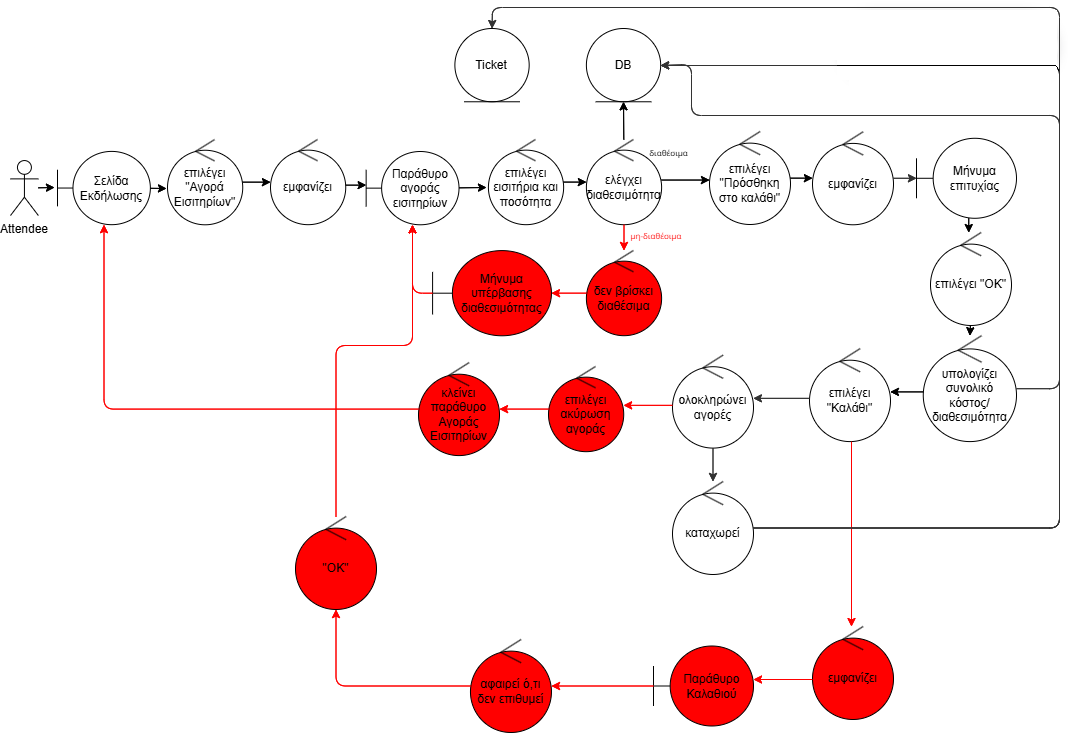 Ticket
DB
Attendee
Σελίδα
Εκδήλωσης
επιλέγει
"Αγορά
Εισιτηρίων"
εμφανίζει
Παράθυρο
αγοράς
εισιτηρίων
επιλέγει
εισιτήρια και
ποσότητα
ελέγχει
διαθεσιμότητα
διαθέσιμα
επιλέγει
"Πρόσθηκη
στο καλάθι"
εμφανίζει
Μήνυμα
επιτυχίας
μη-διαθέσιμα
Μήνυμα
υπέρβασης
διαθεσιμότητας
δεν βρίσκει
διαθέσιμα
επιλέγει "ΟΚ"
κλείνει
παράθυρο
Αγοράς
Εισιτηρίων
επιλέγει
ακύρωση
αγοράς
ολοκληρώνει
αγορές
επιλέγει
"Καλάθι"
υπολογίζει
συνολικό
κόστος/
διαθεσιμότητα
καταχωρεί
"ΟΚ"
αφαιρεί ό,τι
δεν επιθυμεί
Παράθυρο
Καλαθιού
εμφανίζει